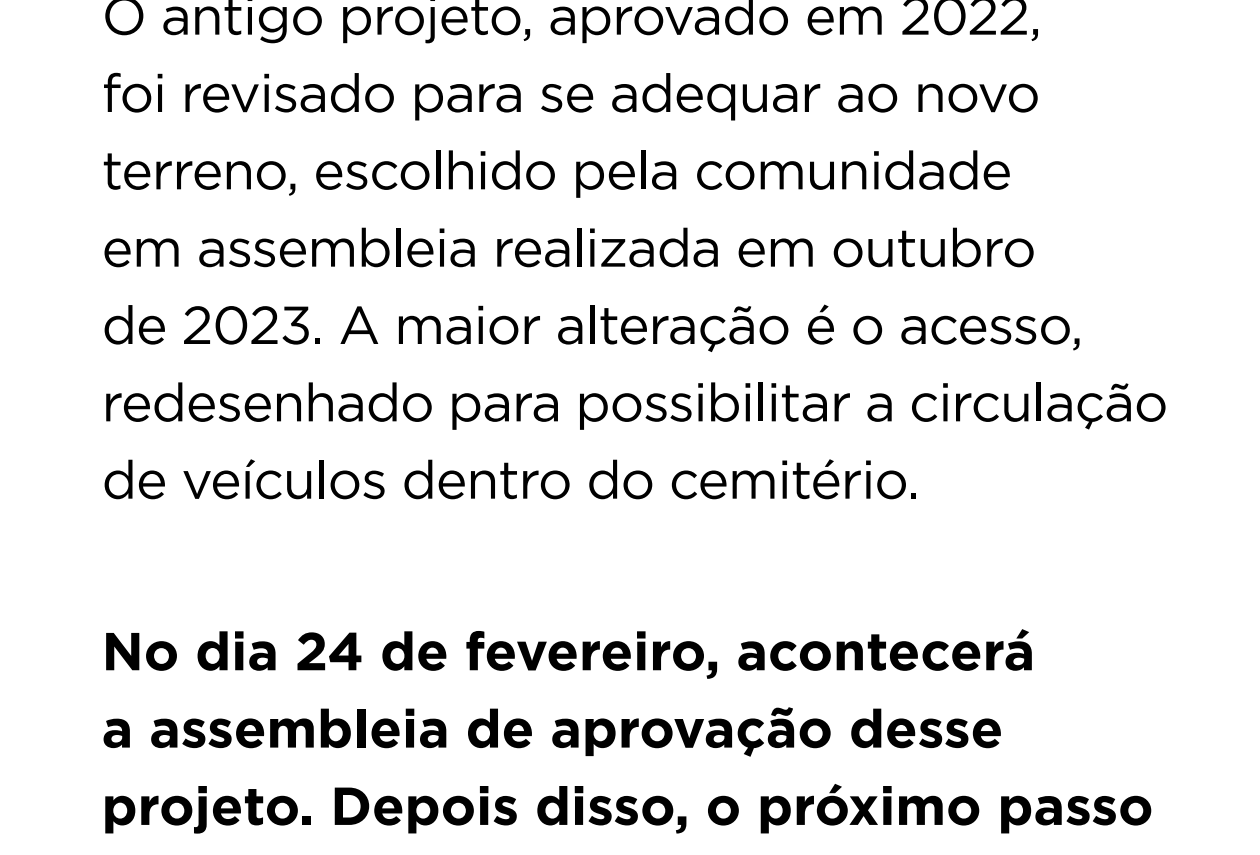 O antigo projeto, aprovado em 2022,
foi revisado para se adequar ao novo
terreno, escolhido pela comunidade
em assembleia realizada em outubro
de 2023. A maior alteração é o acesso,
redesenhado para possibilitar a circulação
de veículos dentro do cemitério.
No dia 24 de fevereiro, acontecerá
a assembleia de aprovação desse
projeto. Depois disso, o próximo passo